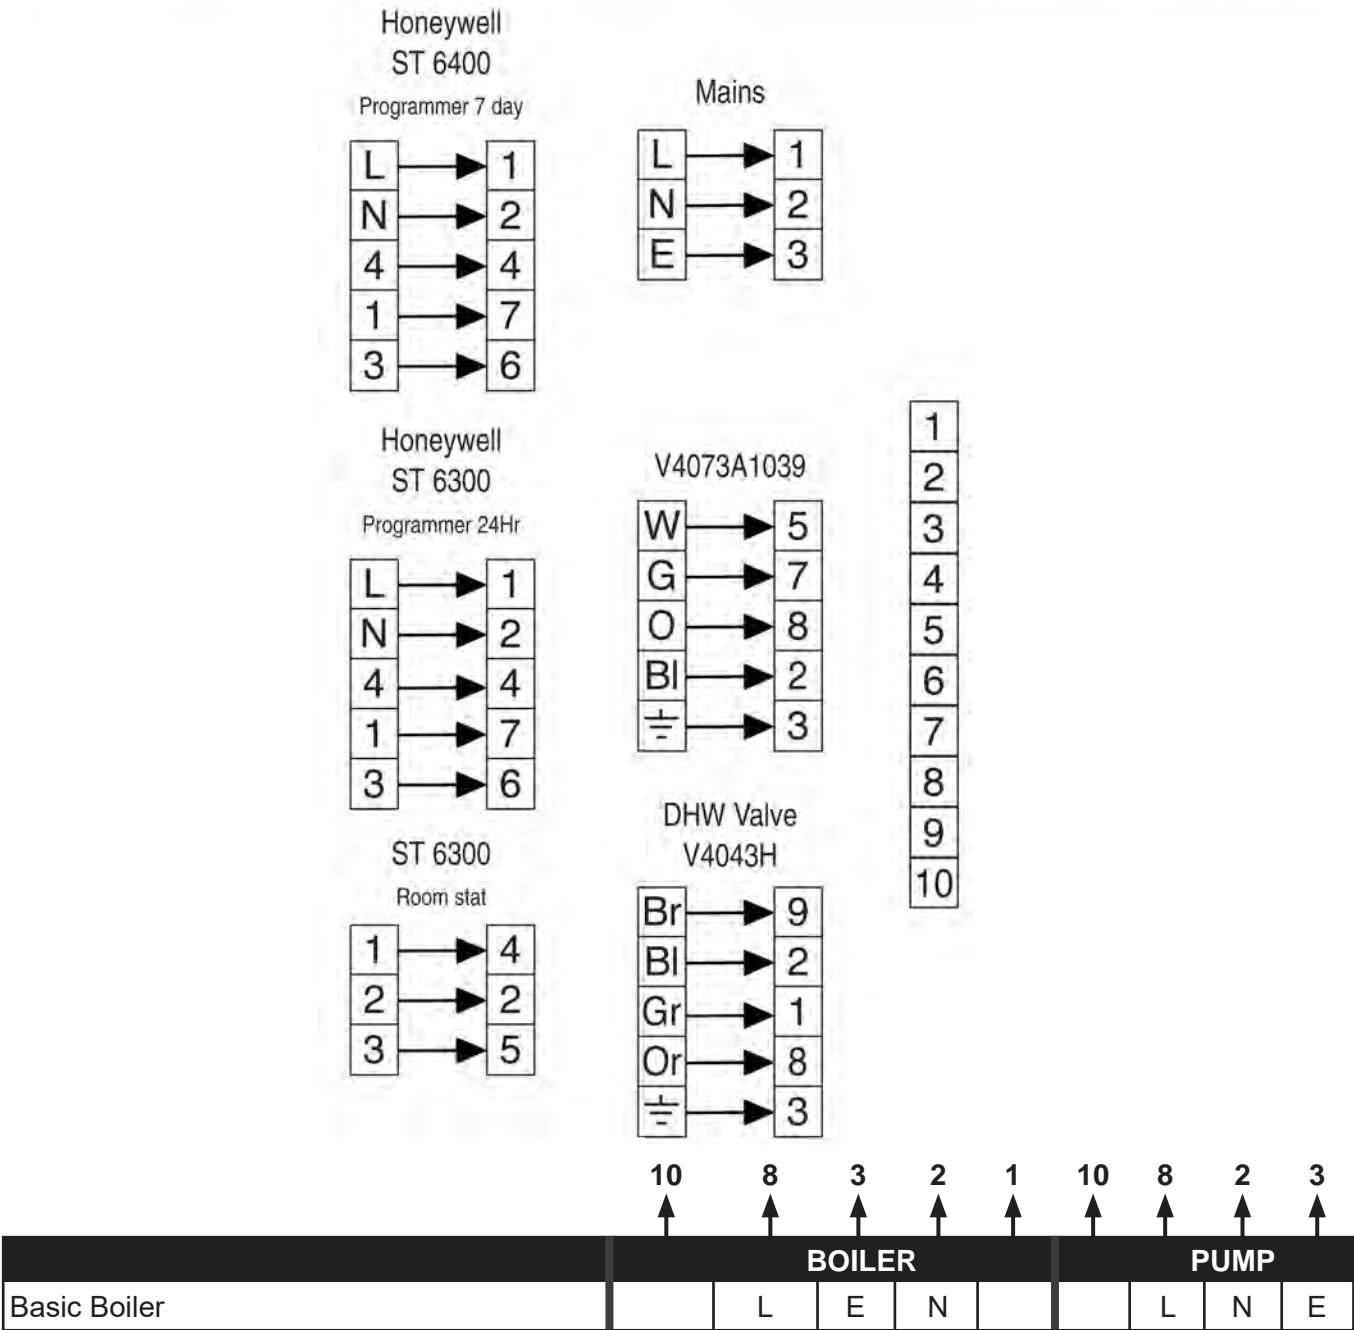 Honeywell
ST 6400
Programmer 7 day
L 1
N 2
4 4
1 7
3 6
Honeywell
ST 6300
Programmer 24Hr
L 1
N 2
4 4
1 7
3 6
ST 6300
Room stat
1 4
2 2
3 5
Mains
L 1
N 2
E 3
V4073A1039
W 5
G 7
O 8
Bl 2
⏚ 3
DHW Valve
V4043H
Br 9
Bl 2
Gr 1
Or 8
⏚ 3
1
2
3
4
5
6
7
8
9
10
10 8 3 2 1 10 8 2 3
BOILER PUMP
Basic Boiler L E N L N E